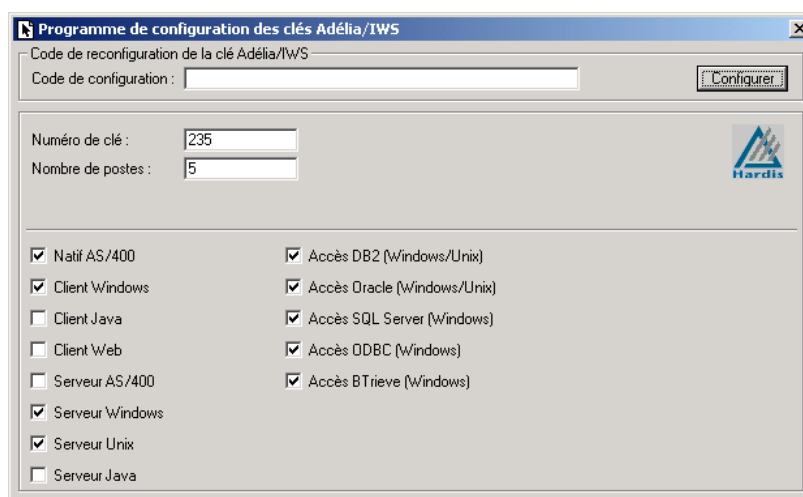 Programme de configuration des clés Adélia/IWS
Code de reconfiguration de la clé Adélia/IWS
Code de configuration :
Configurer
Numéro de clé :
235
Nombre de postes :
5
Hardis
Natif AS/400
Accès DB2 (Windows/Unix)
Client Windows
Accès Oracle (Windows/Unix)
Client Java
Accès SQL Server (Windows)
Client Web
Accès ODBC (Windows)
Serveur AS/400
Accès BTrieve (Windows)
Serveur Windows
Serveur Unix
Serveur Java